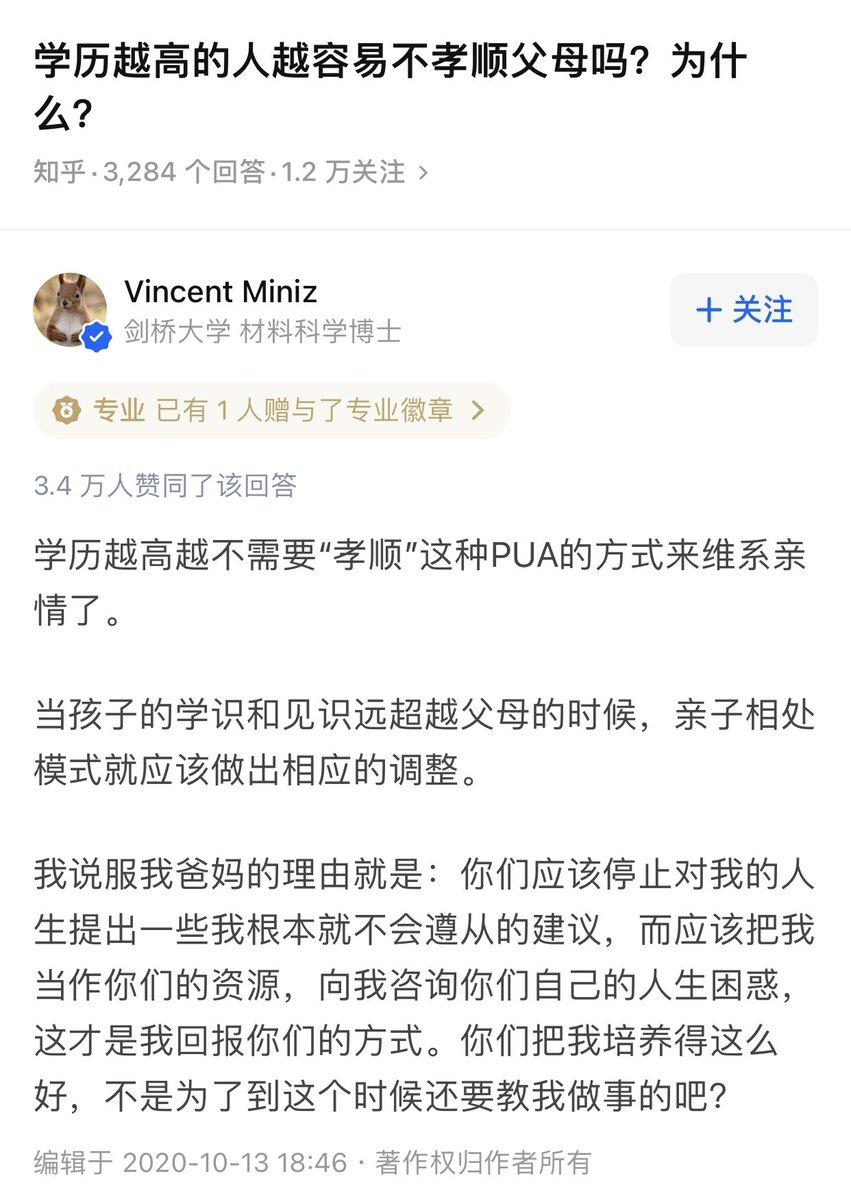 学历越高的人越容易不孝顺父母吗？为什
么？
知乎·3,284 个回答·1.2 万关注 >
Vincent Miniz
剑桥大学 材料科学博士
+ 关注
专业 已有 1 人赠与了专业徽章 >
3.4 万人赞同了该回答
学历越高越不需要“孝顺”这种PUA的方式来维系亲
情了。
当孩子的学识和见识远超越父母的时候，亲子相处
模式就应该做出相应的调整。
我说服我爸妈的理由就是：你们应该停止对我的人
生提出一些我根本就不会遵从的建议，而应该把我
当作你们的资源，向我咨询你们自己的人生困惑，
这才是我回报你们的方式。你们把我培养得这么
好，不是为了到这个时候还要教我做事的吧？
编辑于 2020-10-13 18:46 · 著作权归作者所有